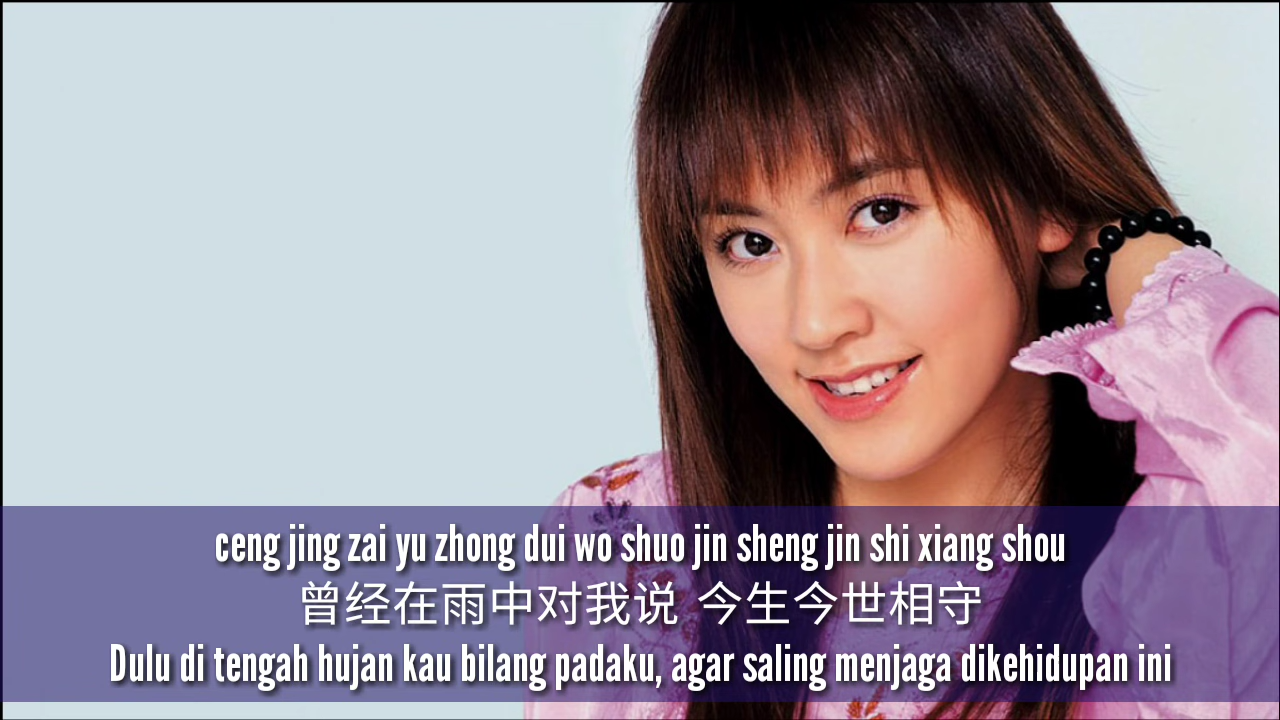 ceng jing zai yu zhong dui wo shuo jin sheng jin shi xiang shou
曾经在雨中对我说 今生今世相守
Dulu di tengah hujan kau bilang padaku, agar saling menjaga dikehidupan ini